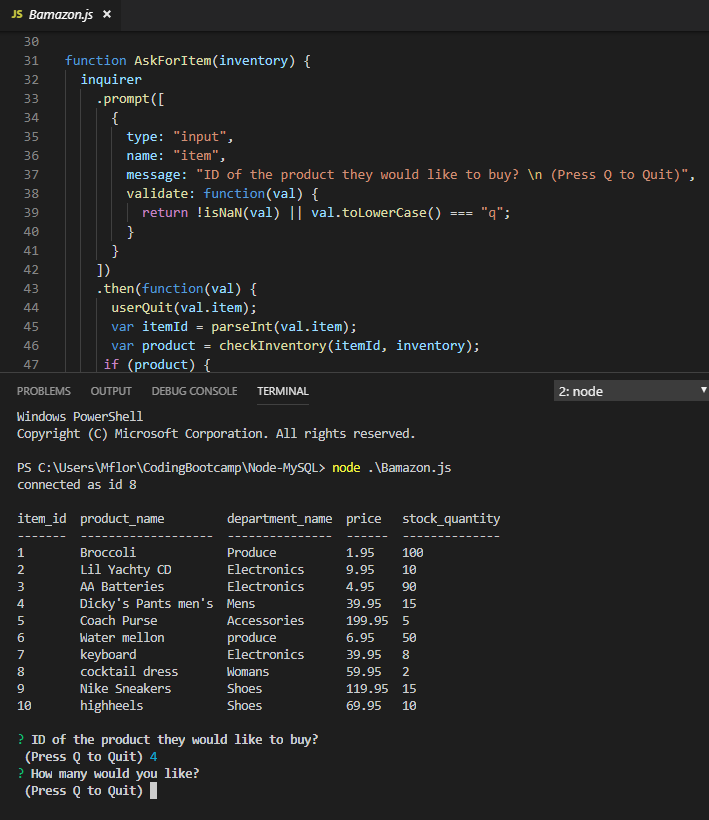 JS Bamazon.js ×
30
31 function AskForItem(inventory) {
32 inquirer
33 .prompt([
34 {
35 type: "input",
36 name: "item",
37 message: "ID of the product they would like to buy? \n (Press Q to Quit)",
38 validate: function(val) {
39 return !isNaN(val) || val.toLowerCase() === "q";
40 }
41 }
42 ])
43 .then(function(val) {
44 userQuit(val.item);
45 var itemId = parseInt(val.item);
46 var product = checkInventory(itemId, inventory);
47 if (product) {
PROBLEMS OUTPUT DEBUG CONSOLE TERMINAL 2: node
Windows PowerShell
Copyright (C) Microsoft Corporation. All rights reserved.
PS C:\Users\Mflor\CodingBootcamp\Node-MySQL> node .\Bamazon.js
connected as id 8
item_id product_name department_name price stock_quantity
------- ------------------- --------------- ------ --------------
1 Broccoli Produce 1.95 100
2 Lil Yachty CD Electronics 9.95 10
3 AA Batteries Electronics 4.95 90
4 Dicky's Pants men's Mens 39.95 15
5 Coach Purse Accessories 199.95 5
6 Water mellon produce 6.95 50
7 keyboard Electronics 39.95 8
8 cocktail dress Womans 59.95 2
9 Nike Sneakers Shoes 119.95 15
10 highheels Shoes 69.95 10
? ID of the product they would like to buy?
(Press Q to Quit) 4
? How many would you like?
(Press Q to Quit)